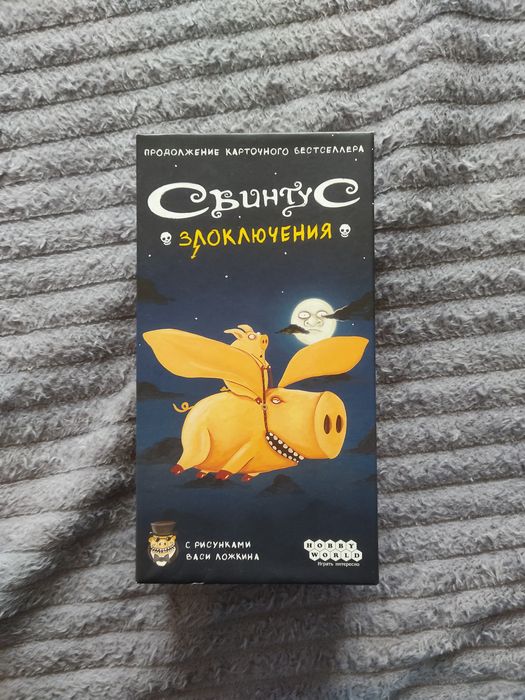 ПРОДОЛЖЕНИЕ КАРТОЧНОГО БЕСТСЕЛЛЕРА
СВИНТУС
ЗЛОКЛЮЧЕНИЯ
С РИСУНКАМИ
ВАСИ ЛОЖКИНА
HOBBY
WORLD
Играть интересно